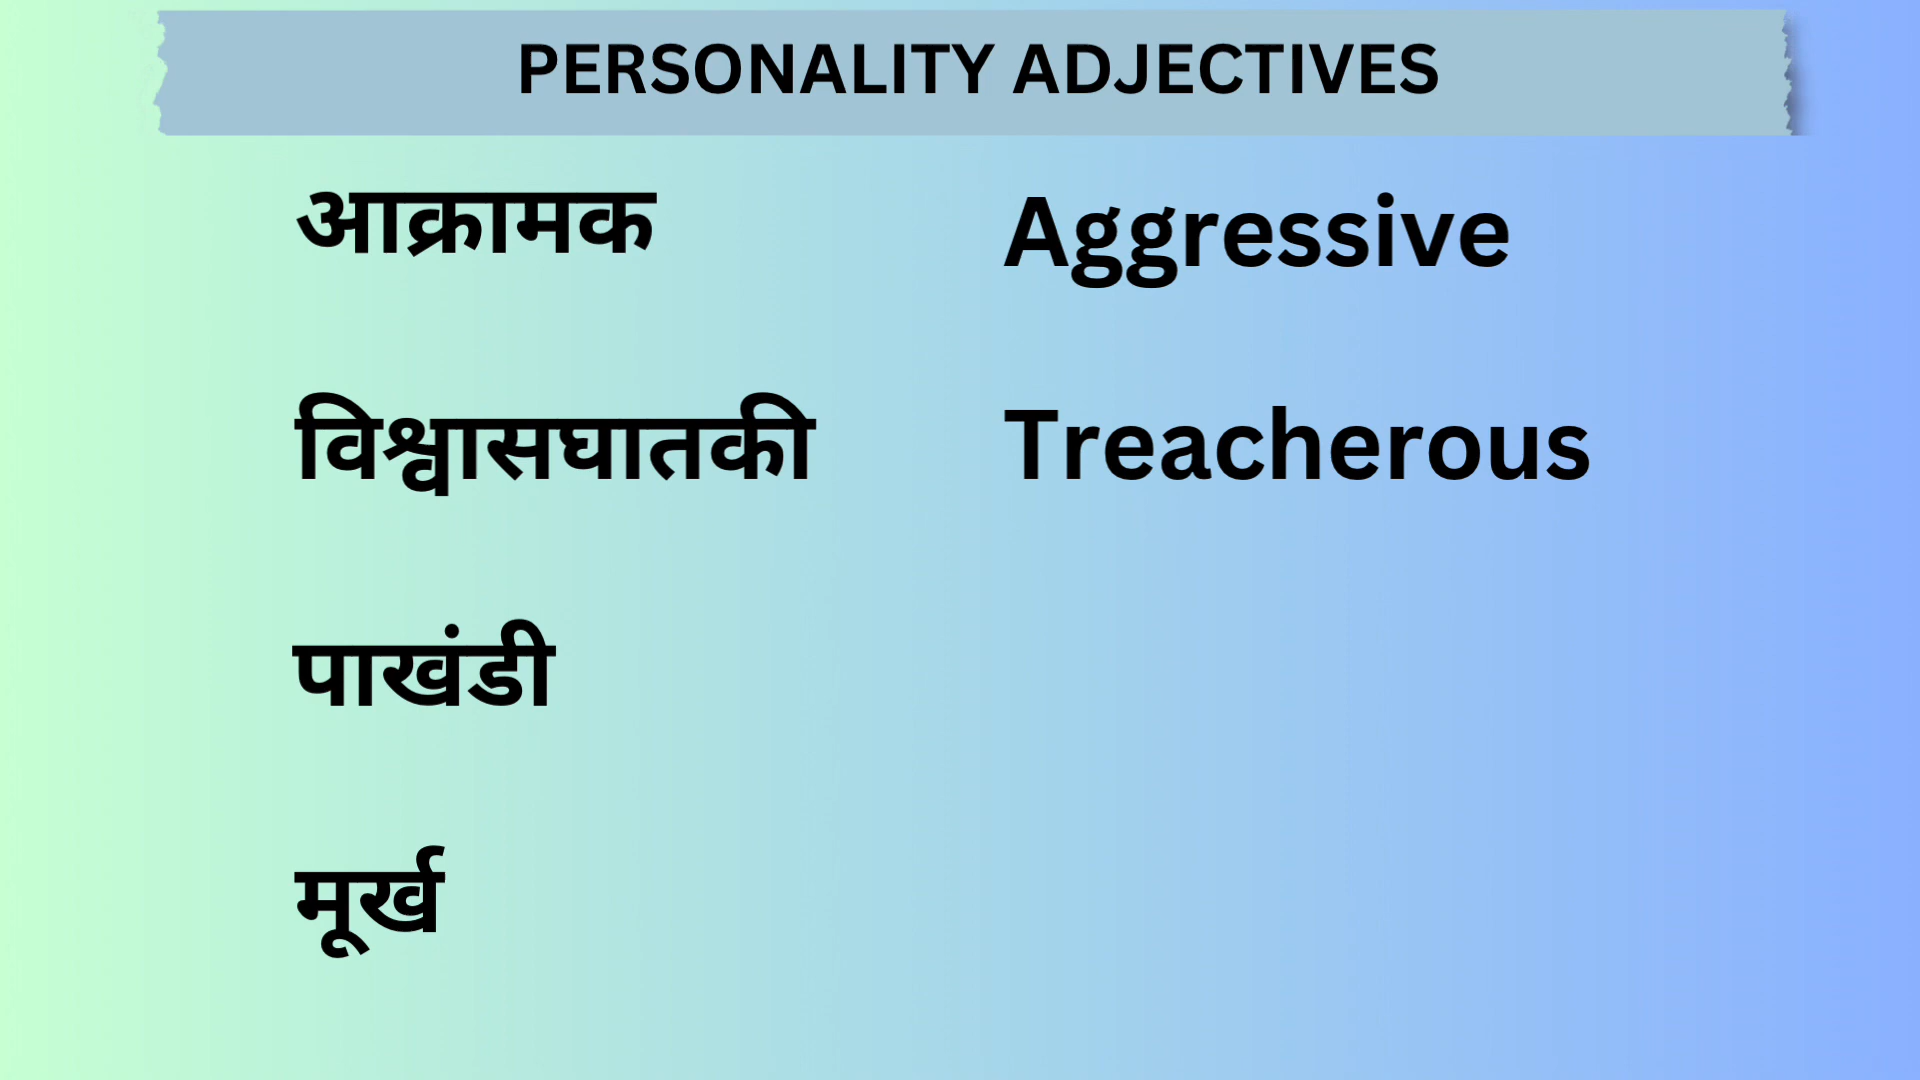 PERSONALITY ADJECTIVES
आक्रामक Aggressive
विश्वासघातकी Treacherous
पाखंडी
मूर्ख